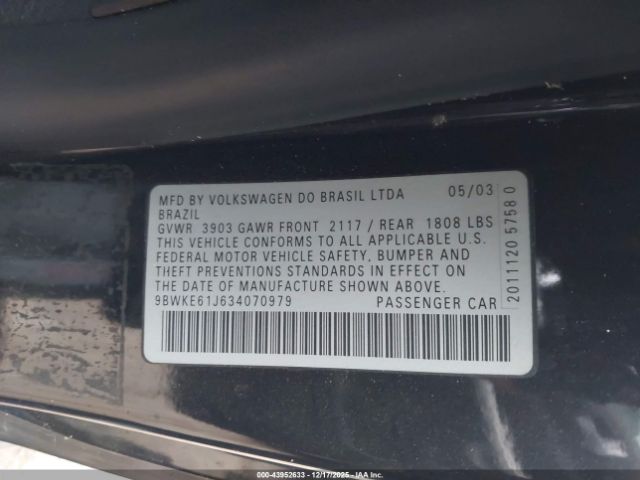 MFD BY VOLKSWAGEN DO BRASIL LTDA 05/03
BRAZIL
GVWR 3903 GAWR FRONT 2117 / REAR 1808 LBS
THIS VEHICLE CONFORMS TO ALL APPLICABLE U.S.
FEDERAL MOTOR VEHICLE SAFETY, BUMPER AND
THEFT PREVENTIONS STANDARDS IN EFFECT ON
THE DATE OF MANUFACTURE SHOWN ABOVE.
9BWKE61J634070979 PASSENGER CAR
2011120 5758 0
© IAA 43952633 - 12/17/2025 - IAAI.COM